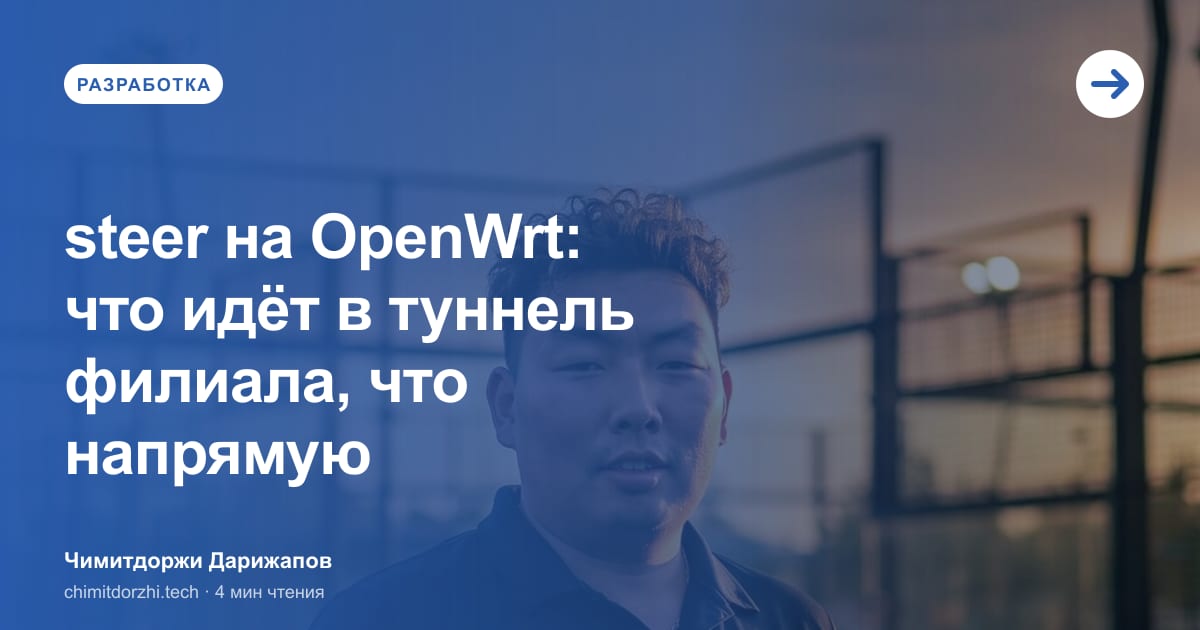 РАЗРАБОТКА
steer на OpenWrt:
что идёт в туннель
филиала, что
напрямую
Чимитдоржи Дарижапов
chimitdorzhi.tech · 4 мин чтения